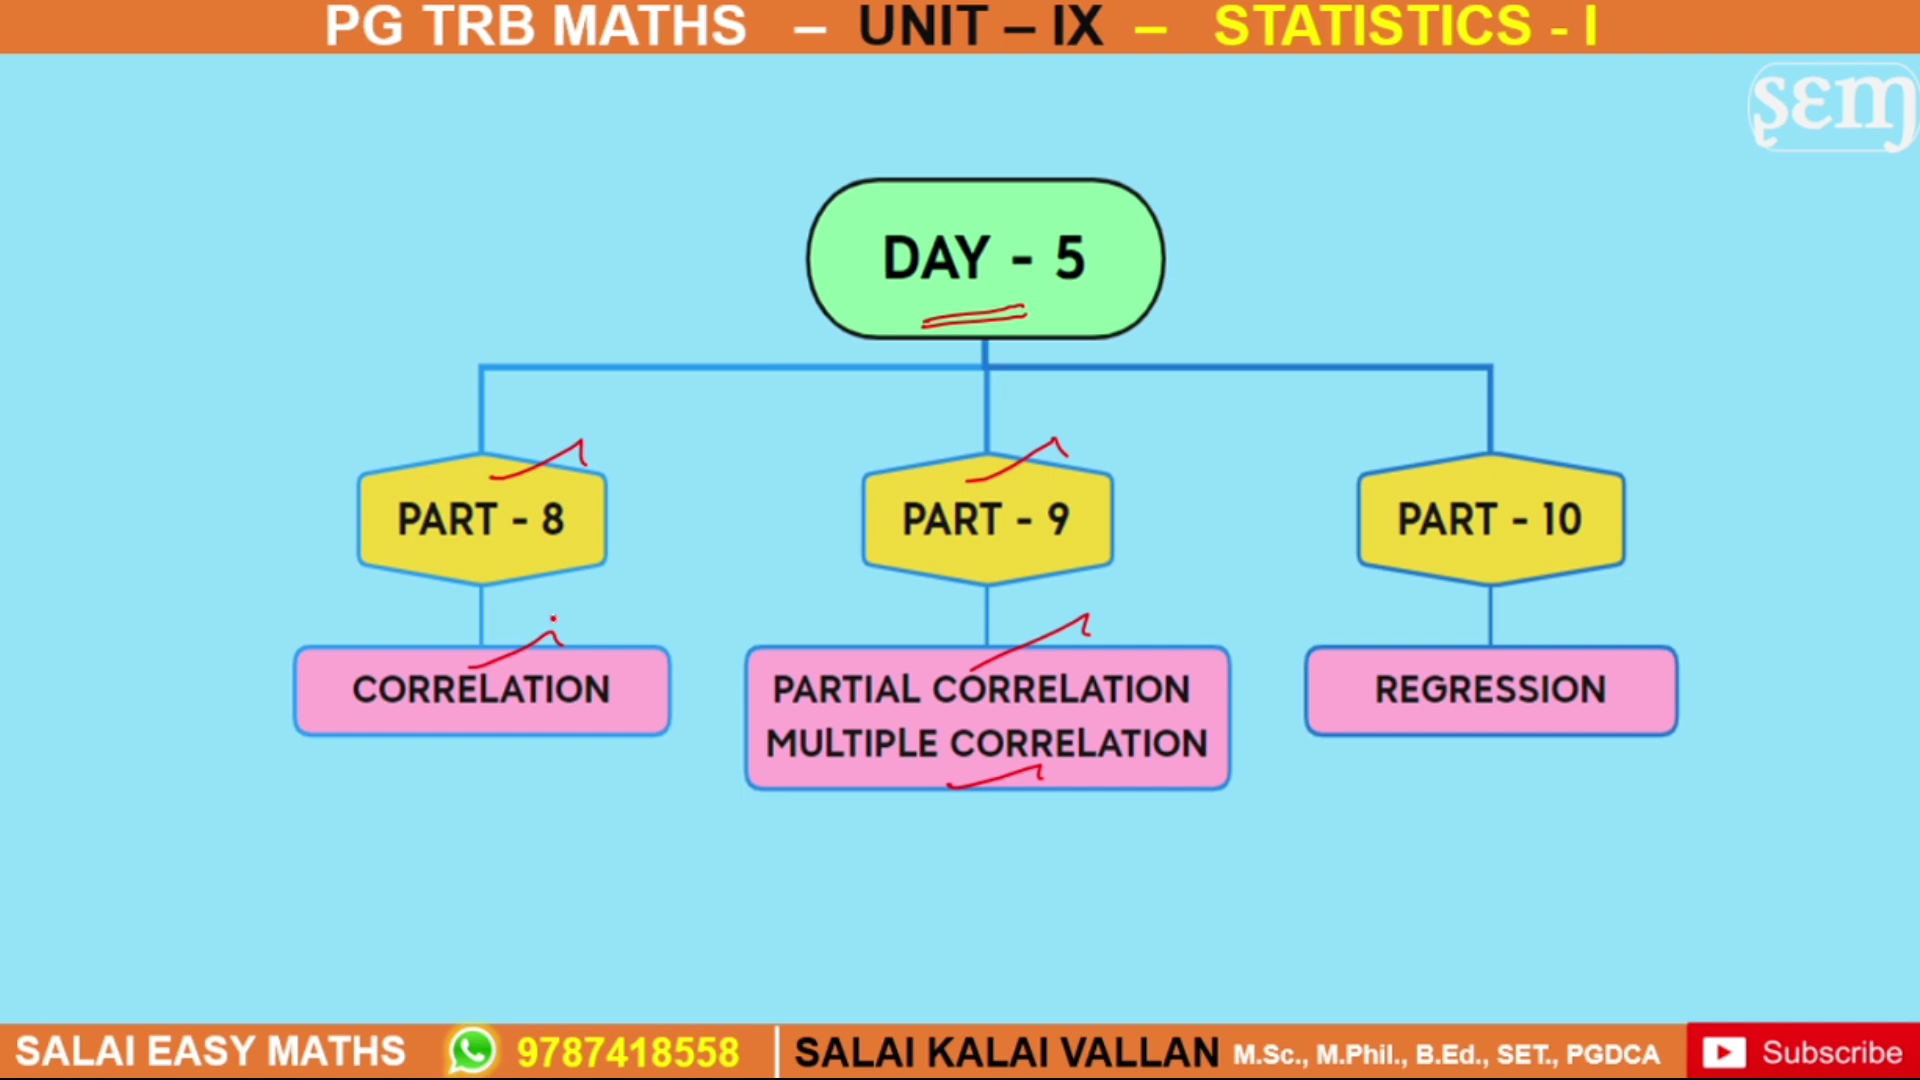 PG TRB MATHS – UNIT – IX – STATISTICS - I
sem
DAY - 5
PART - 8
PART - 9
PART - 10
CORRELATION
PARTIAL CORRELATION
MULTIPLE CORRELATION
REGRESSION
SALAI EASY MATHS 9787418558 SALAI KALAI VALLAN M.Sc., M.Phil., B.Ed., SET., PGDCA Subscribe